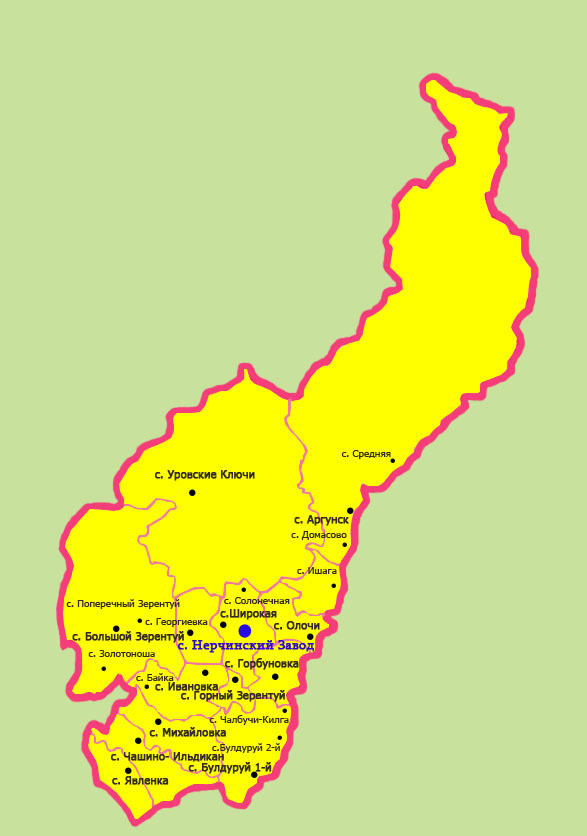 с. Средняя
с. Уровские Ключи
с. Аргунск
с. Домасово
с. Ишага
с. Солонечная
с. Поперечный Зерентуй
с.Широкая
с. Георгиевка
с. Олочи
с. Большой Зерентуй
с. Нерчинский Завод
с. Золотоноша
с. Горбуновка
с. Байка
с. Ивановка
с. Горный Зерентуй
с. Чалбучи-Килга
с. Михайловка
с.Булдуруй 2-й
с. Чашино- Ильдикан
с. Булдуруй 1-й
с. Явленка